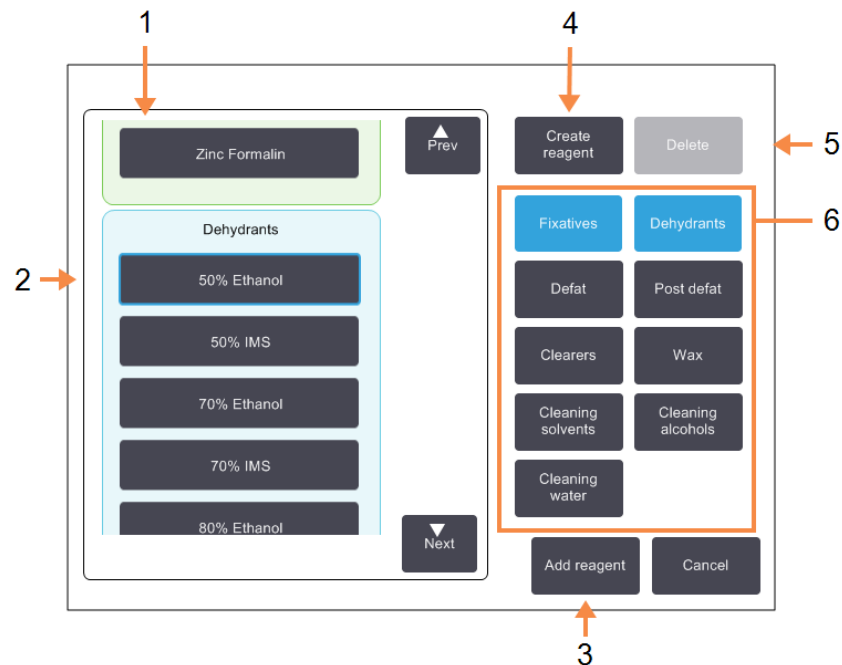 1
4
Zinc Formalin
Prev
Create
reagent
Delete
5
6
Dehydrants
Fixatives
Dehydrants
2
50% Ethanol
Defat
Post defat
50% IMS
Clearers
Wax
70% Ethanol
Cleaning
solvents
Cleaning
alcohols
70% IMS
Cleaning
water
80% Ethanol
Next
Add reagent
Cancel
3